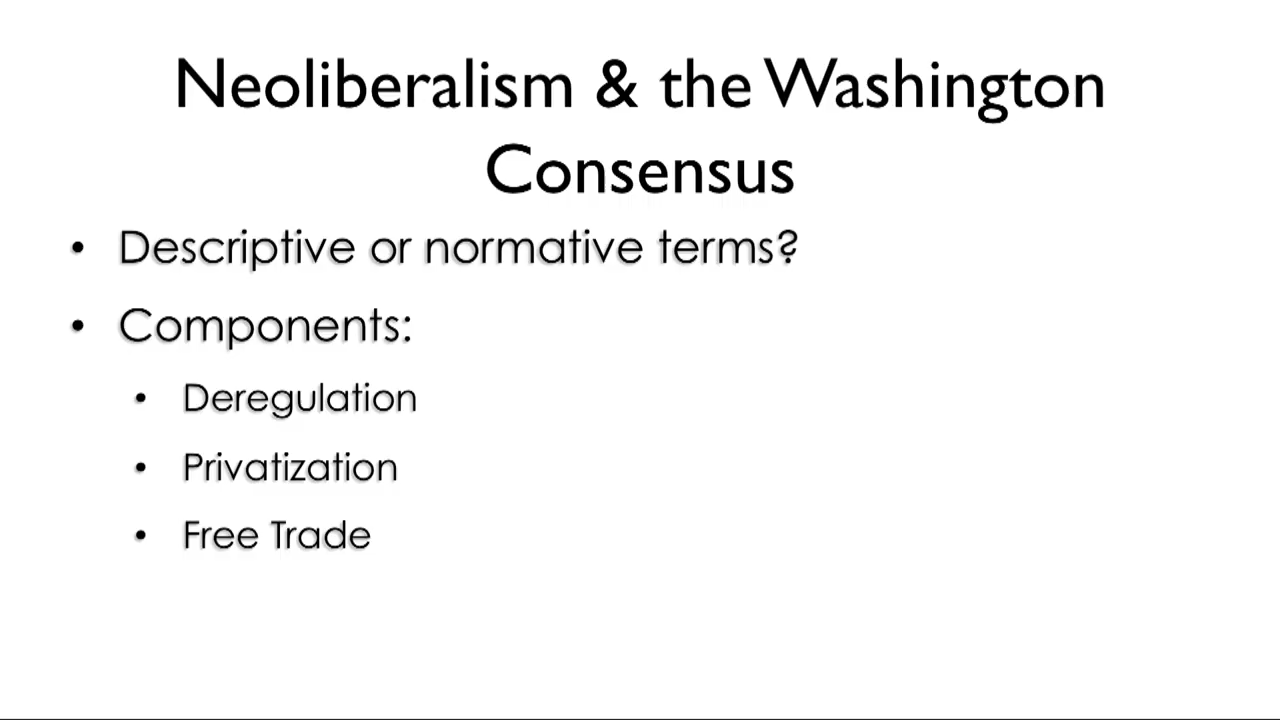 Neoliberalism & the Washington
Consensus
• Descriptive or normative terms?
• Components:
• Deregulation
• Privatization
• Free Trade